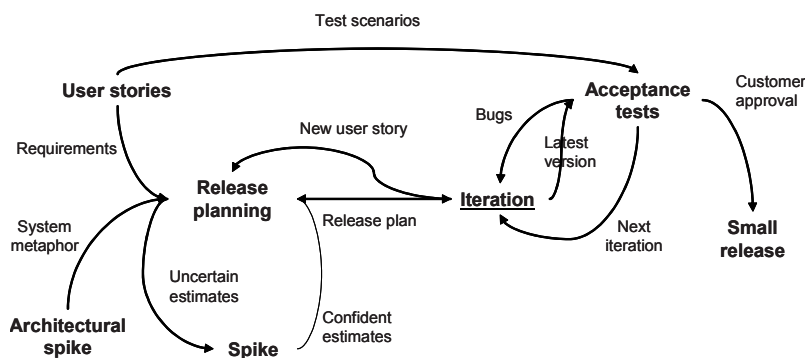 Test scenarios
User stories
Acceptance
tests
Customer
approval
Bugs
New user story
Latest
version
Requirements
Release
planning
Iteration
System
metaphor
Release plan
Next
iteration
Small
release
Uncertain
estimates
Architectural
spike
Spike
Confident
estimates